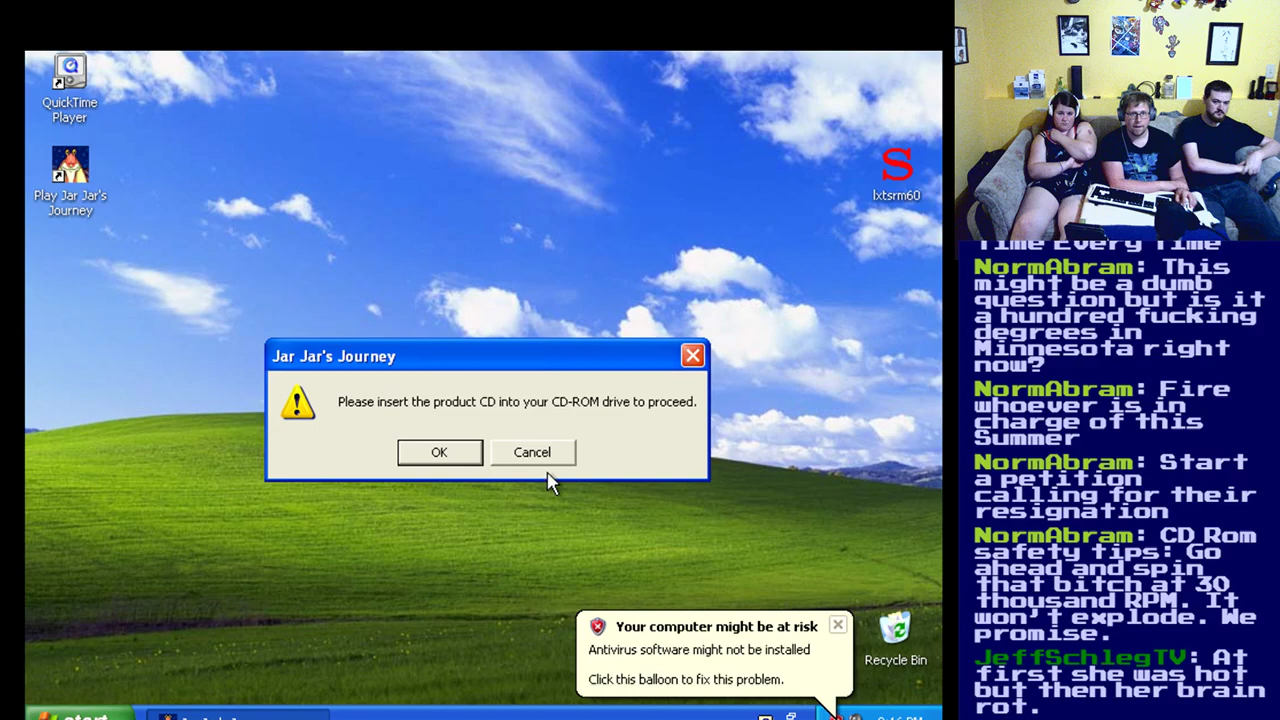 QuickTime
Player
Play Jar Jar's
Journey
S
lxtsrm60
Jar Jar's Journey
Please insert the product CD into your CD-ROM drive to proceed.
OK
Cancel
Your computer might be at risk
Antivirus software might not be installed
Click this balloon to fix this problem.
Recycle Bin
start
Time Every Time
NormAbram: This
might be a dumb
question but is it
a hundred fucking
degrees in
Minnesota right
now?
NormAbram: Fire
whoever is in
charge of this
Summer
NormAbram: Start
a petition
calling for their
resignation
NormAbram: CD Rom
safety tips: Go
ahead and spin
that bitch at 30
thousand RPM. It
won't explode. We
promise.
JeffSchlegTV: At
first she was hot
but then her brain
rot.